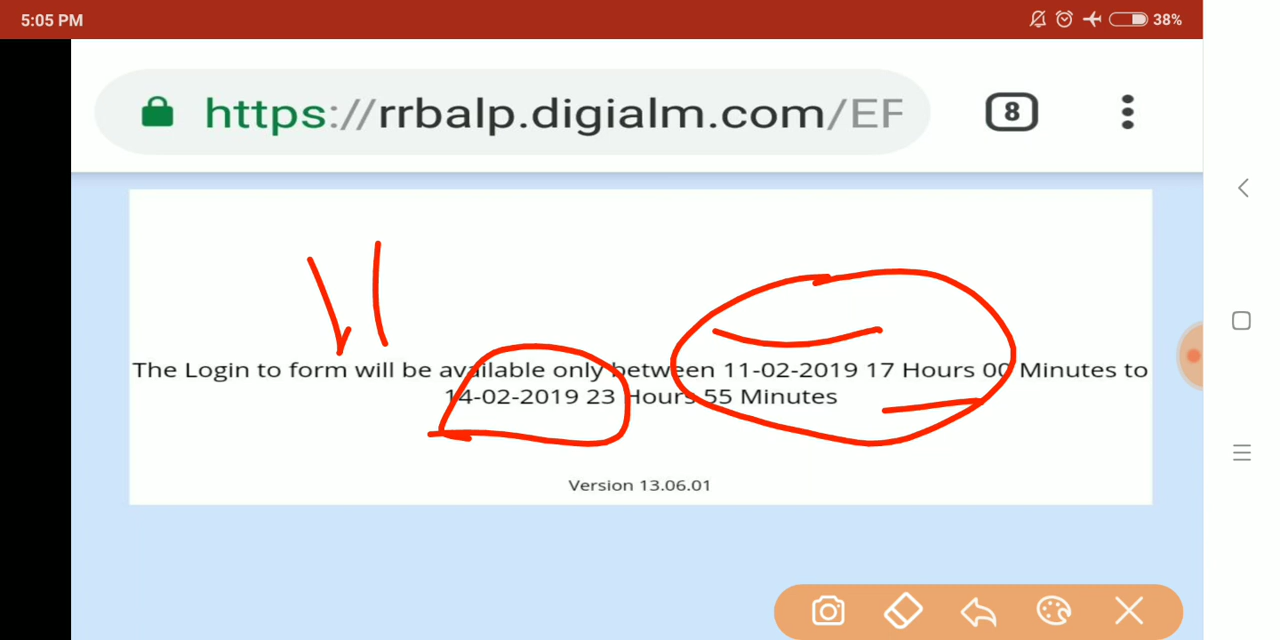 5:05 PM
38%
https://rrbalp.digialm.com/EF
8
The Login to form will be available only between 11-02-2019 17 Hours 00 Minutes to
14-02-2019 23 Hours 55 Minutes
Version 13.06.01